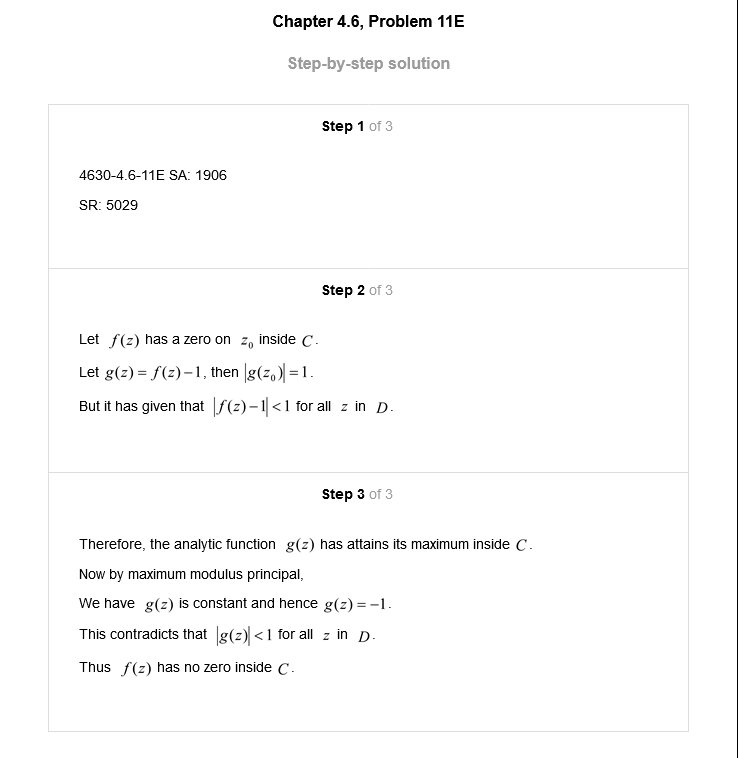 Chapter 4.6, Problem 11E
Step-by-step solution
Step 1 of 3
4630-4.6-11E SA: 1906
SR: 5029
Step 2 of 3
Let f(z) has a zero on z₀ inside C.
Let g(z) = f(z) − 1, then |g(z₀)| = 1.
But it has given that |f(z) − 1| < 1 for all z in D.
Step 3 of 3
Therefore, the analytic function g(z) has attains its maximum inside C.
Now by maximum modulus principal,
We have g(z) is constant and hence g(z) = −1.
This contradicts that |g(z)| < 1 for all z in D.
Thus f(z) has no zero inside C.